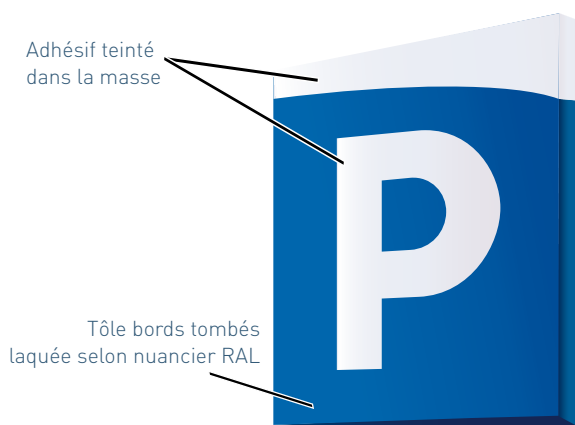 Adhésif teinté
dans la masse
P
Tôle bords tombés
laquée selon nuancier RAL